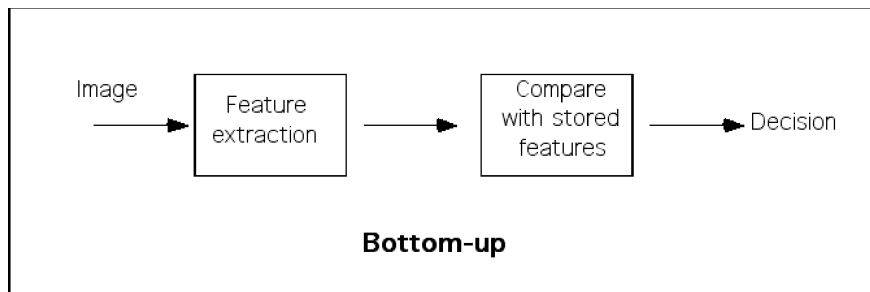 Image
Feature
extraction
Compare
with stored
features
Decision
Bottom-up